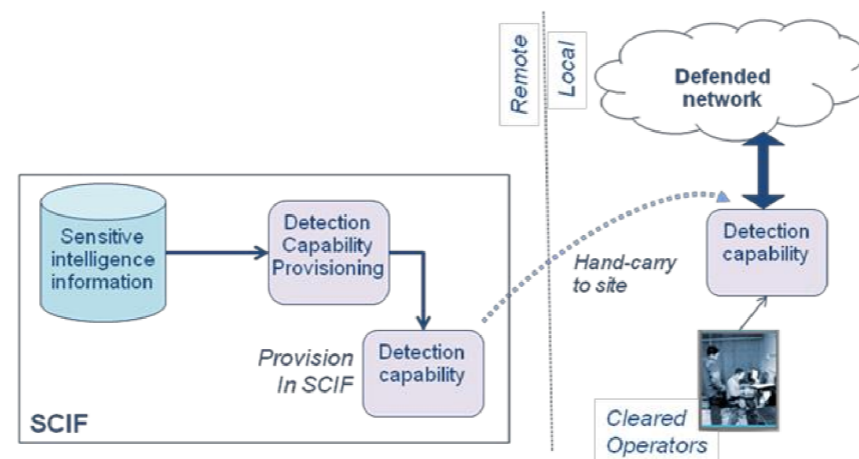 Remote
Local
Defended
network
Sensitive
intelligence
information
Detection
Capability
Provisioning
Detection
capability
Provision
In SCIF
SCIF
Hand-carry
to site
Detection
capability
Cleared
Operators